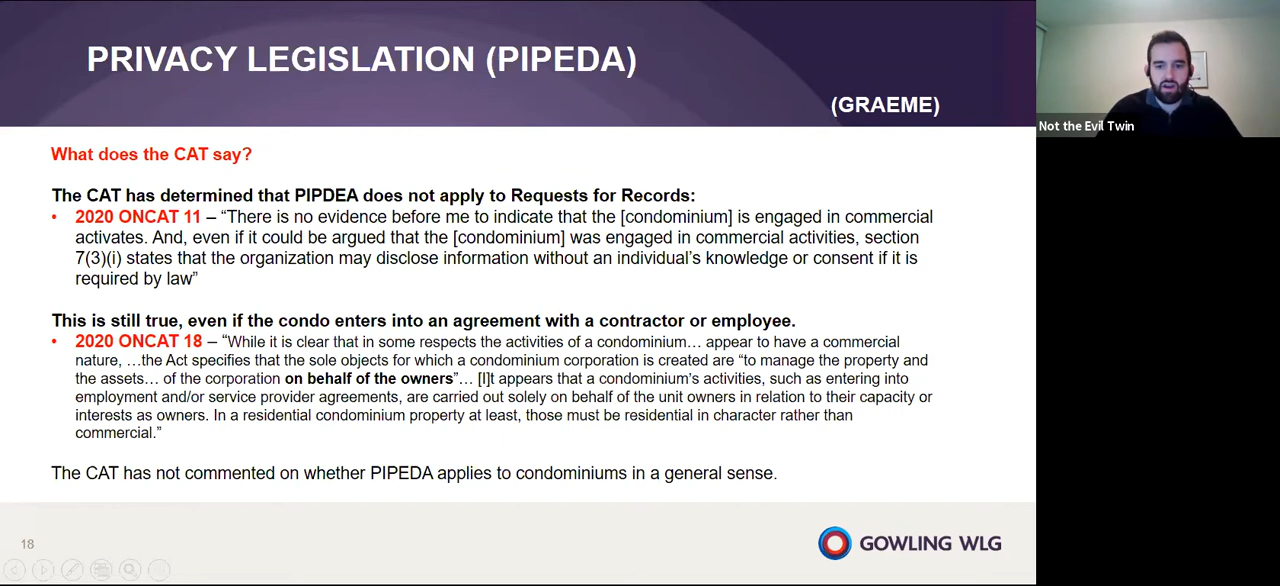 PRIVACY LEGISLATION (PIPEDA)
(GRAEME)
What does the CAT say?
The CAT has determined that PIPDEA does not apply to Requests for Records:
• 2020 ONCAT 11 – “There is no evidence before me to indicate that the [condominium] is engaged in commercial
activates. And, even if it could be argued that the [condominium] was engaged in commercial activities, section
7(3)(i) states that the organization may disclose information without an individual’s knowledge or consent if it is
required by law”
This is still true, even if the condo enters into an agreement with a contractor or employee.
• 2020 ONCAT 18 – “While it is clear that in some respects the activities of a condominium… appear to have a commercial
nature, …the Act specifies that the sole objects for which a condominium corporation is created are “to manage the property and
the assets… of the corporation on behalf of the owners”… [I]t appears that a condominium’s activities, such as entering into
employment and/or service provider agreements, are carried out solely on behalf of the unit owners in relation to their capacity or
interests as owners. In a residential condominium property at least, those must be residential in character rather than
commercial.”
The CAT has not commented on whether PIPEDA applies to condominiums in a general sense.
18
GOWLING WLG
Not the Evil Twin